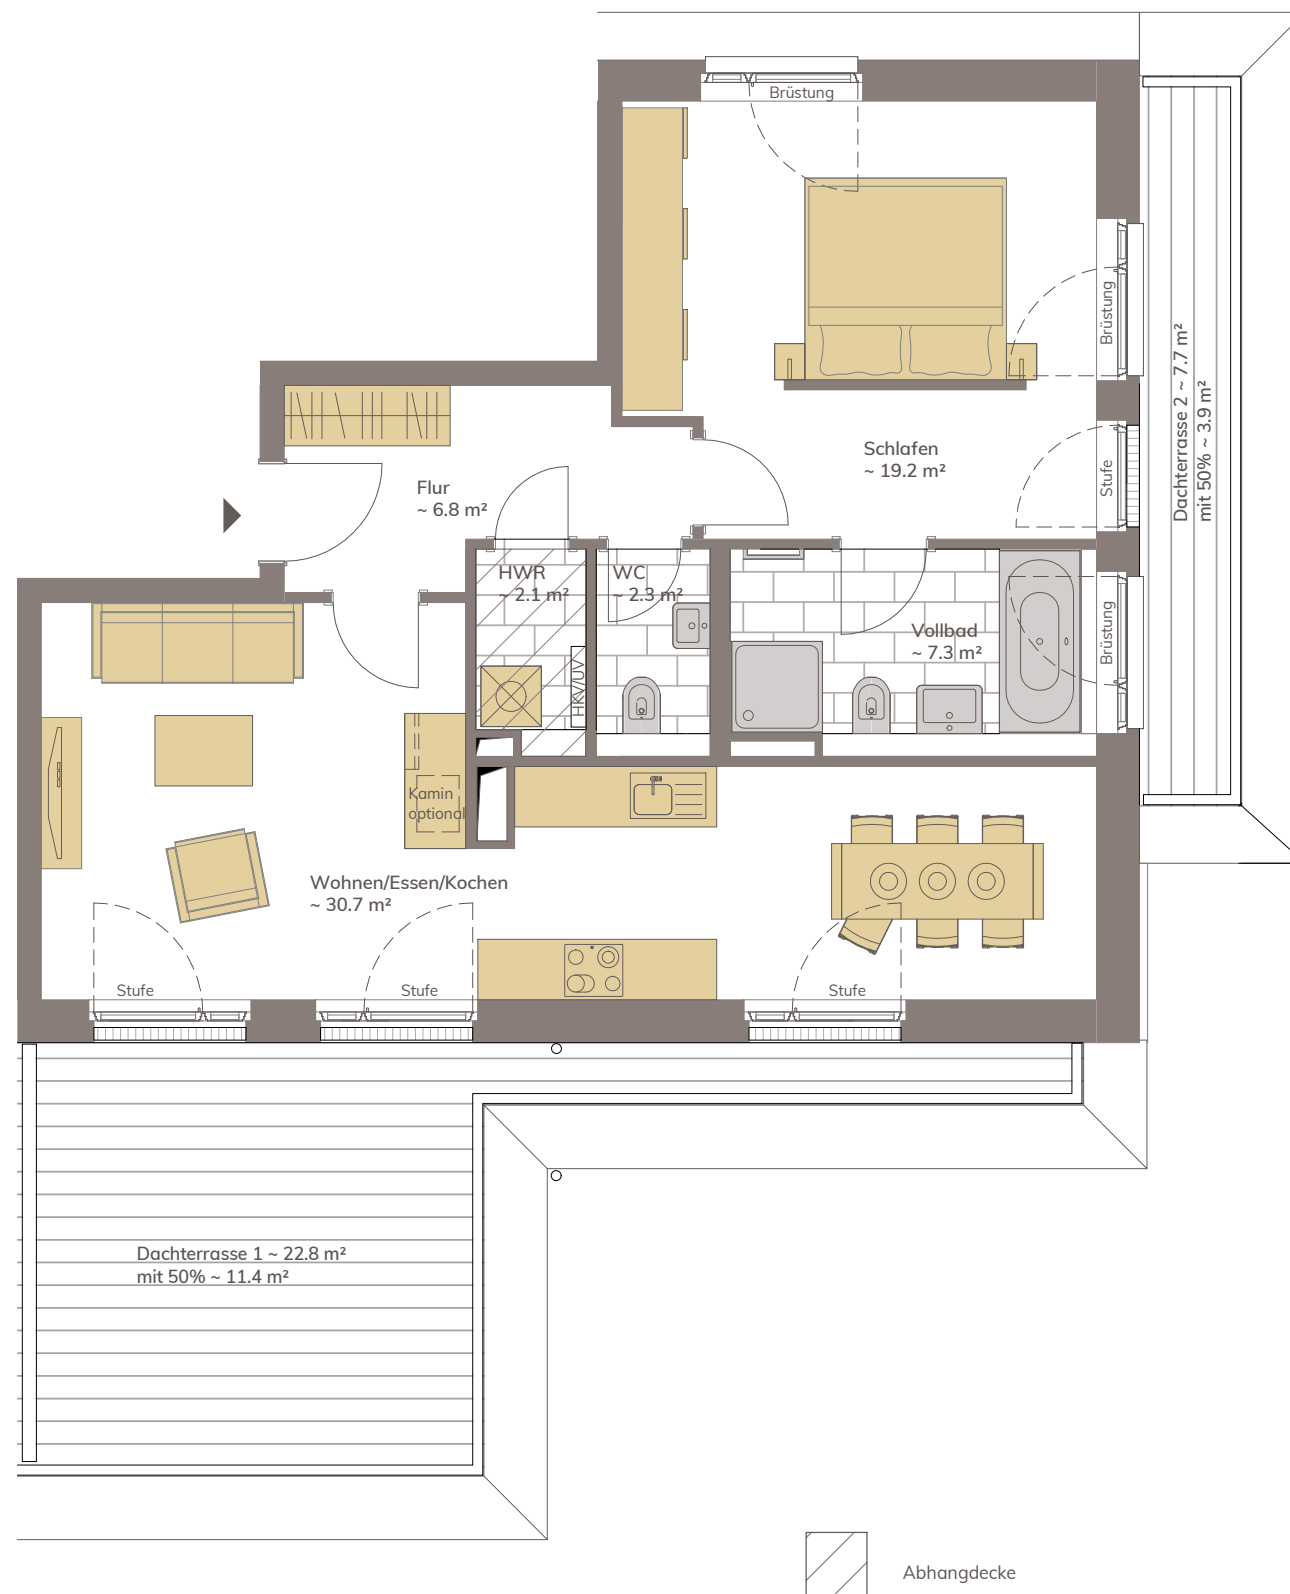 Brüstung
Brüstung
Dachterrasse 2 ~ 7.7 m²
mit 50% ~ 3.9 m²
Schlafen
~ 19.2 m²
Stufe
Flur
~ 6.8 m²
HWR
~ 2.1 m²
WC
~ 2.3 m²
Vollbad
~ 7.3 m²
Brüstung
HKV/UV
Kamin
optional
Wohnen/Essen/Kochen
~ 30.7 m²
Stufe
Stufe
Stufe
Dachterrasse 1 ~ 22.8 m²
mit 50% ~ 11.4 m²
Abhangdecke